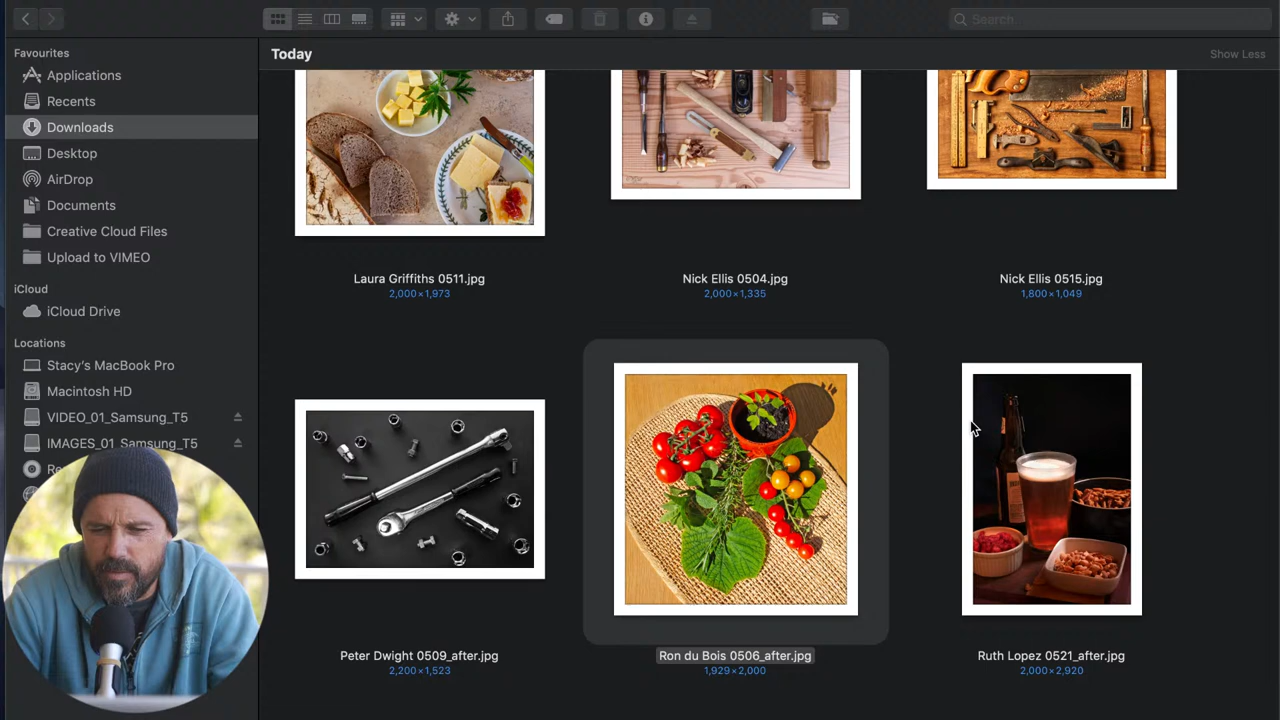 Search
Favourites
Applications
Recents
Downloads
Desktop
AirDrop
Documents
Creative Cloud Files
Upload to VIMEO
iCloud
iCloud Drive
Locations
Stacy's MacBook Pro
Macintosh HD
VIDEO_01_Samsung_T5
IMAGES_01_Samsung_T5
Today
Show Less
Laura Griffiths 0511.jpg
2,000×1,973
Nick Ellis 0504.jpg
2,000×1,335
Nick Ellis 0515.jpg
1,800×1,049
Peter Dwight 0509_after.jpg
2,200×1,523
Ron du Bois 0506_after.jpg
1,929×2,000
Ruth Lopez 0521_after.jpg
2,000×2,920